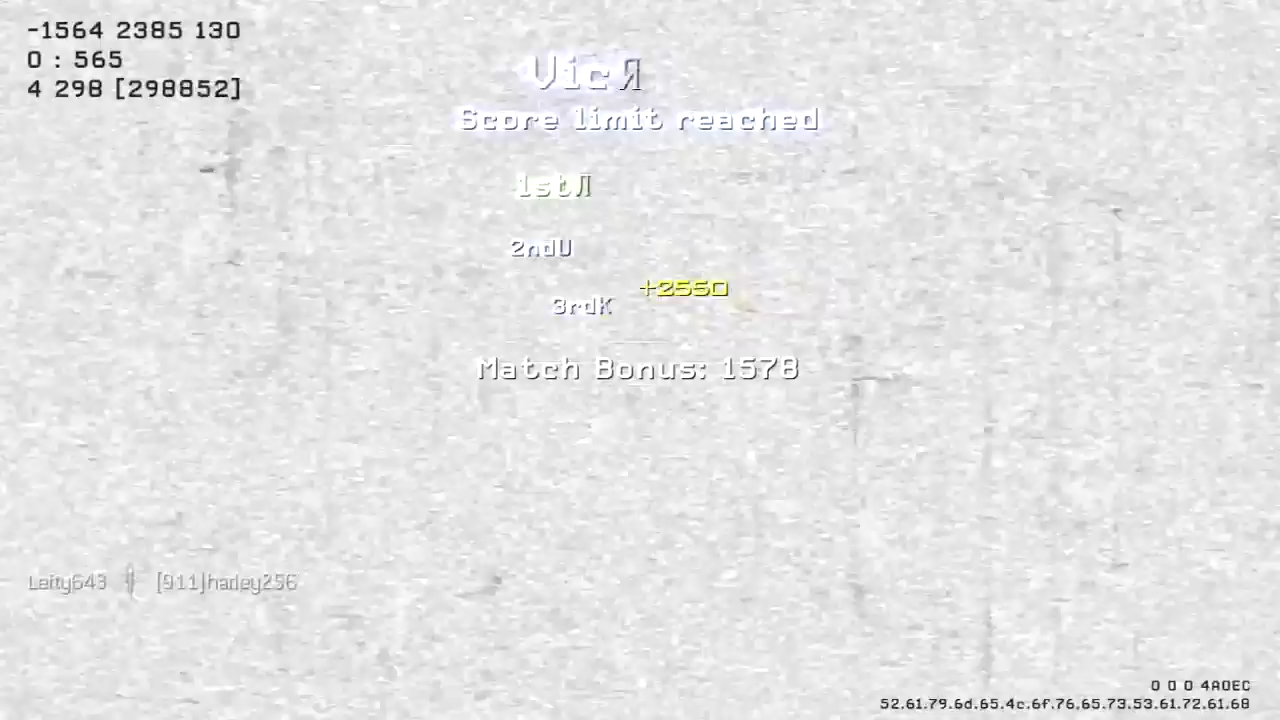 -1564 2385 130
0 : 565
4 298 [298852]
VicЯ
Score limit reached
1stЛ
2ndU
+2550
3rdK
Match Bonus: 1578
Lefty643 [911]harley256
0 0 0 4A0EC
52.61.79.6d.65.4c.6f.76.65.73.53.61.72.61.68